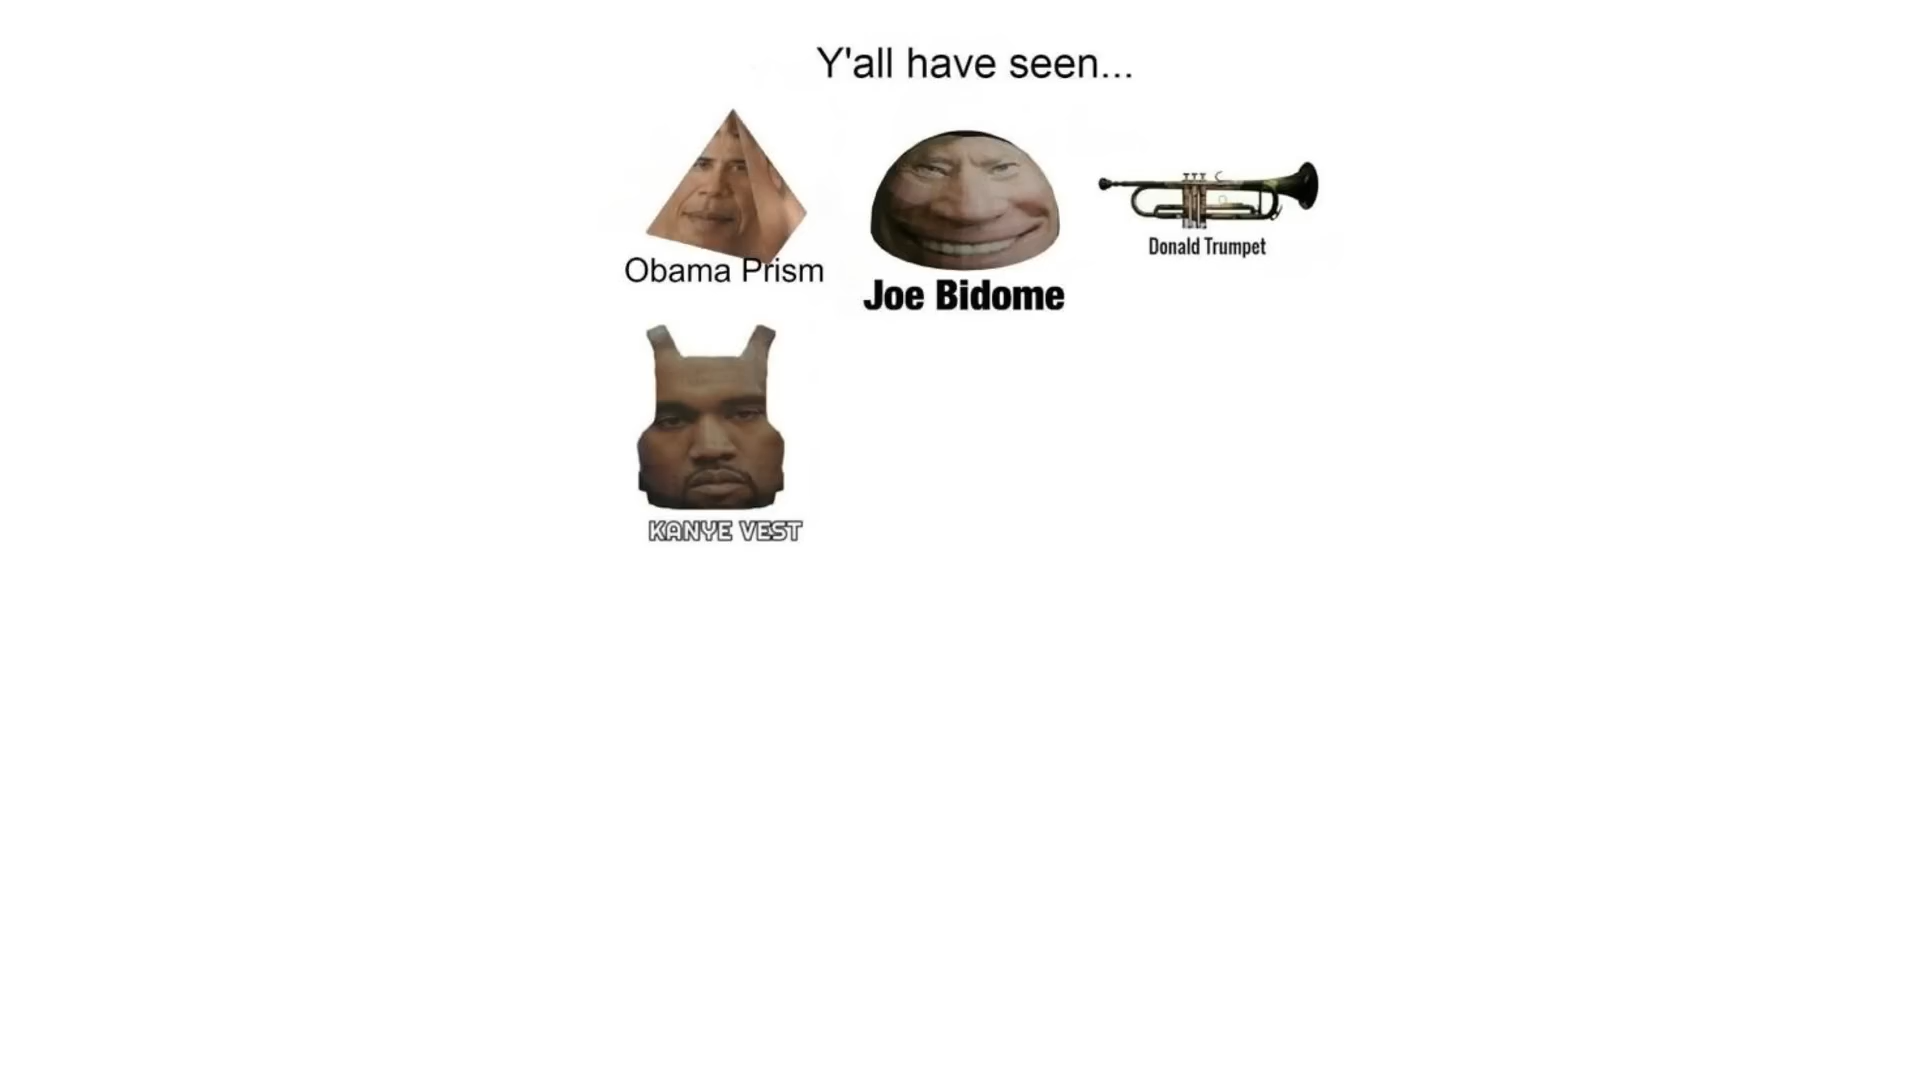 Y'all have seen...
Obama Prism
Joe Bidome
Donald Trumpet
KANYE VEST